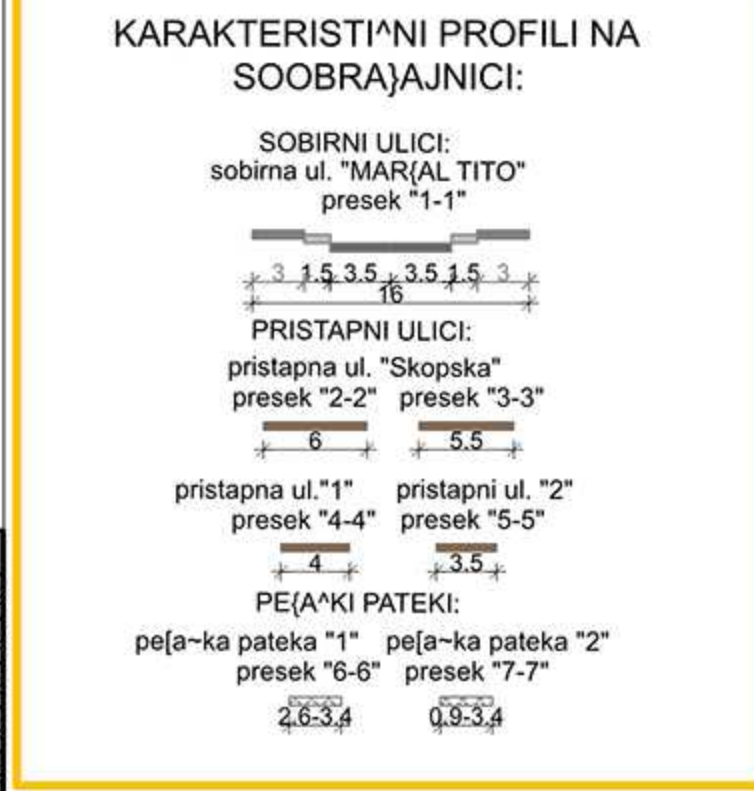 KARAKTERISTI^NI PROFILI NA
SOOBRA}AJNICI:
SOBIRNI ULICI:
sobirna ul. "MAR{AL TITO"
presek "1-1"
3 1.5 3.5 3.5 1.5 3
16
PRISTAPNI ULICI:
pristapna ul. "Skopska"
presek "2-2" presek "3-3"
6 5.5
pristapna ul."1" pristapni ul. "2"
presek "4-4" presek "5-5"
4 3.5
PE{A^KI PATEKI:
pe[a~ka pateka "1" pe[a~ka pateka "2"
presek "6-6" presek "7-7"
2.6-3.4 0.9-3.4